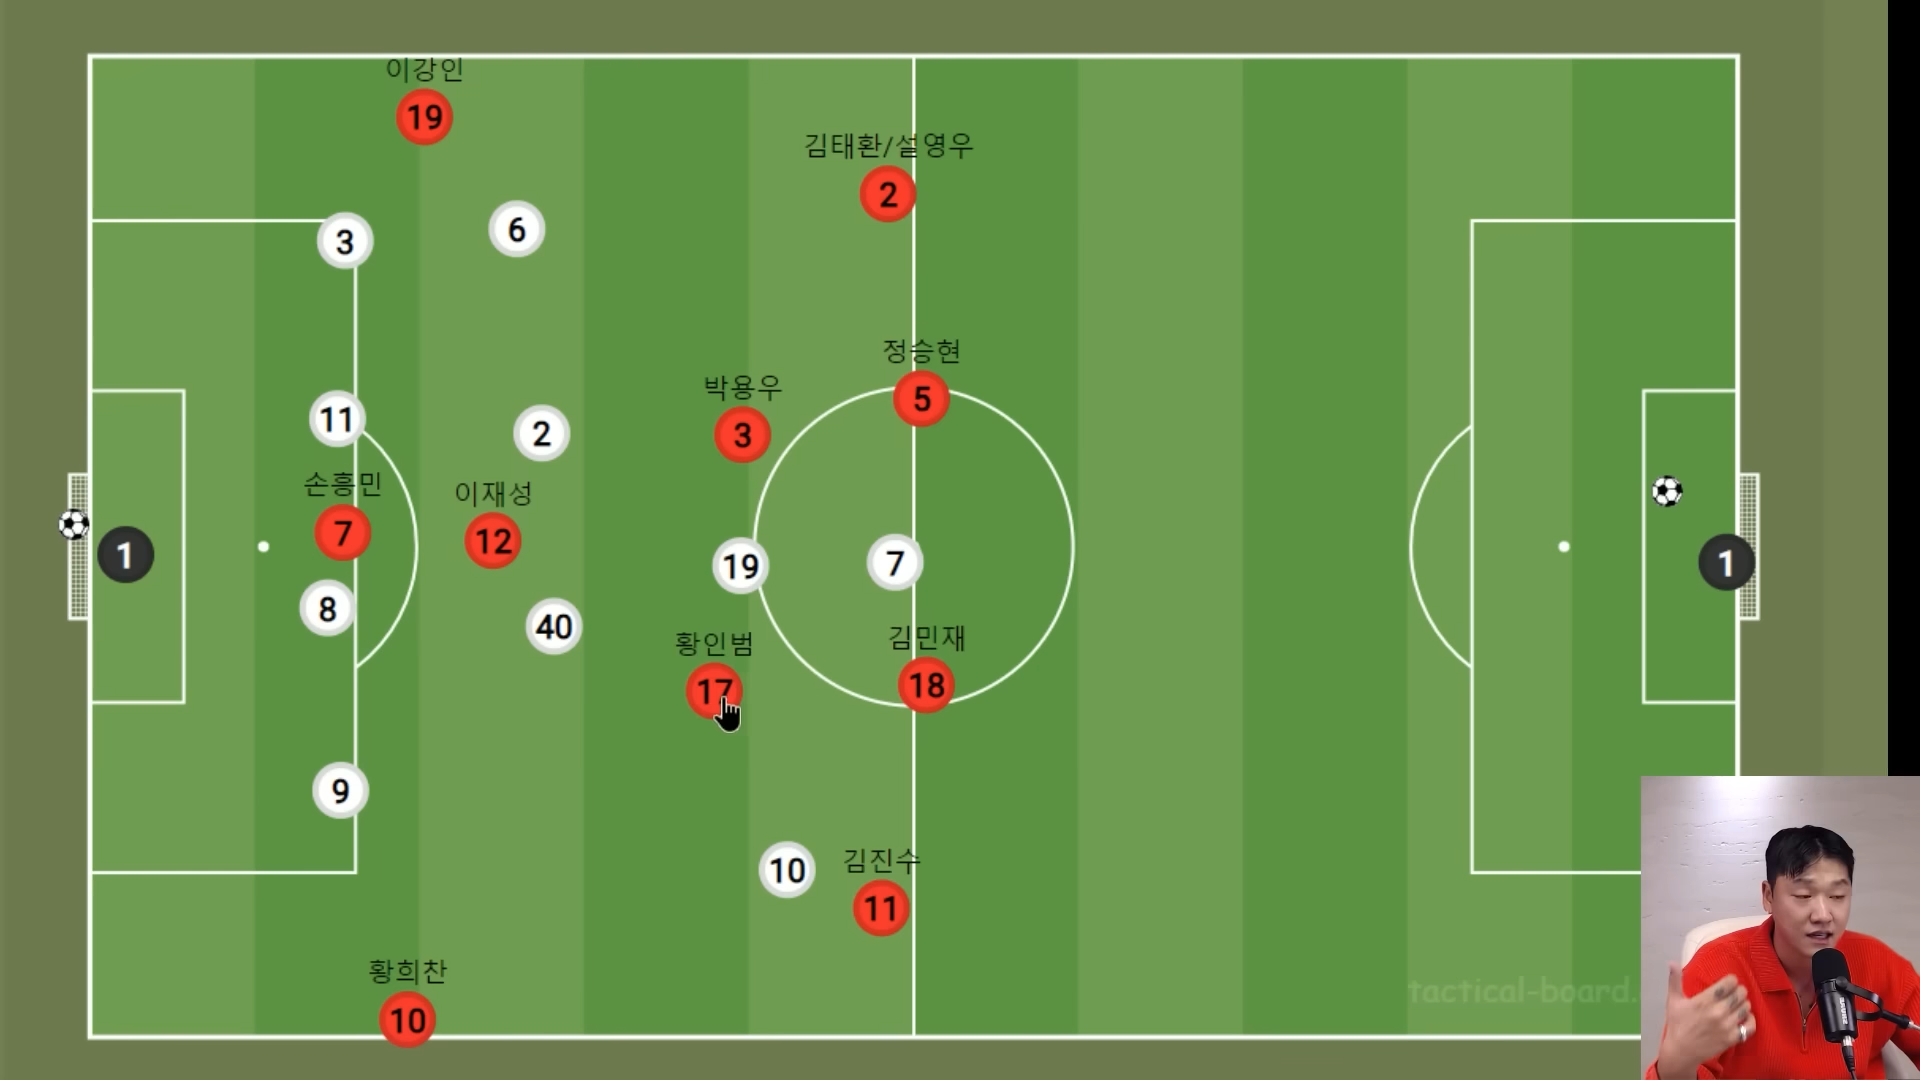 이강인
19
김태환/설영우
2
3
6
정승현
5
박용우
3
11
2
손흥민
7
이재성
12
1
19
7
1
8
40
황인범
17
김민재
18
9
10
김진수
11
황희찬
10
tactical-board.